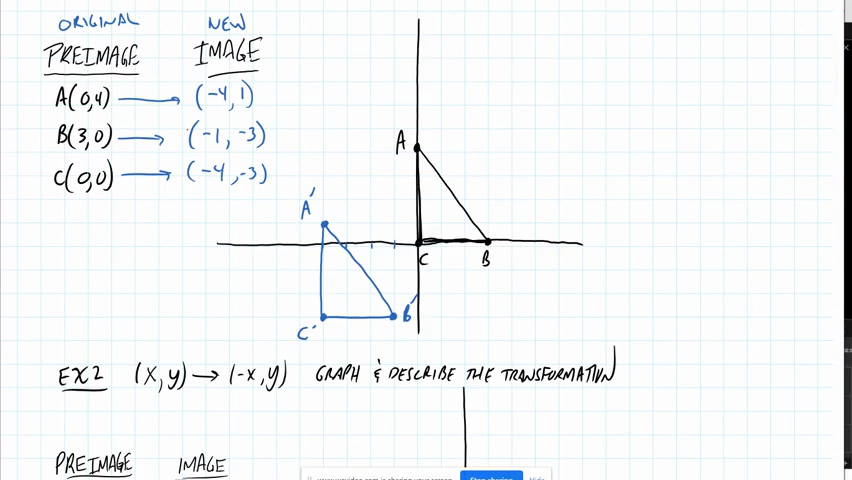 ORIGINAL NEW
PREIMAGE IMAGE
A(0,4) → (-4,1)
B(3,0) → (-1,-3)
C(0,0) → (-4,-3)
A
C
B
A'
B'
C'
EX2 (x,y) → (-x,y) GRAPH & DESCRIBE THE TRANSFORMATION
PREIMAGE IMAGE